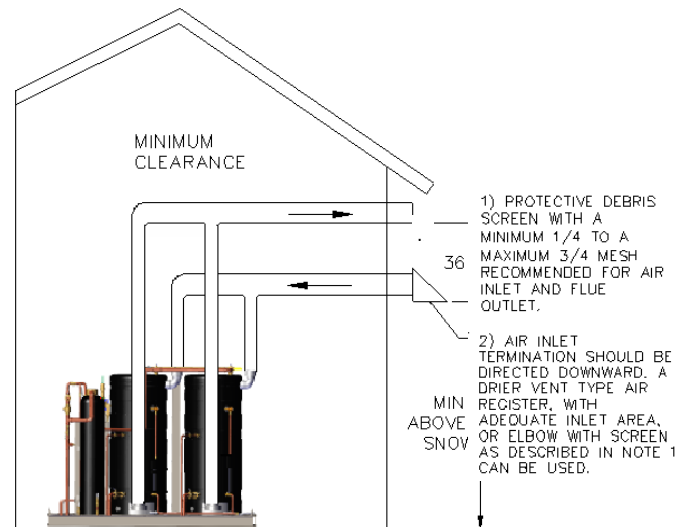 MINIMUM
CLEARANCE
1) PROTECTIVE DEBRIS
SCREEN WITH A
MINIMUM 1/4 TO A
MAXIMUM 3/4 MESH
RECOMMENDED FOR AIR
INLET AND FLUE
OUTLET.
36
2) AIR INLET
TERMINATION SHOULD BE
DIRECTED DOWNWARD. A
DRIER VENT TYPE AIR
REGISTER, WITH
ADEQUATE INLET AREA,
OR ELBOW WITH SCREEN
AS DESCRIBED IN NOTE 1
CAN BE USED.
MIN
ABOVE